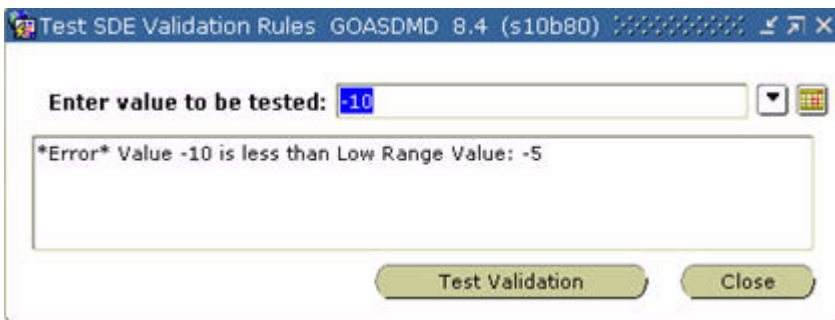 Test SDE Validation Rules GOASDMD 8.4 (s10b80)
Enter value to be tested: -10
*Error* Value -10 is less than Low Range Value: -5
Test Validation Close